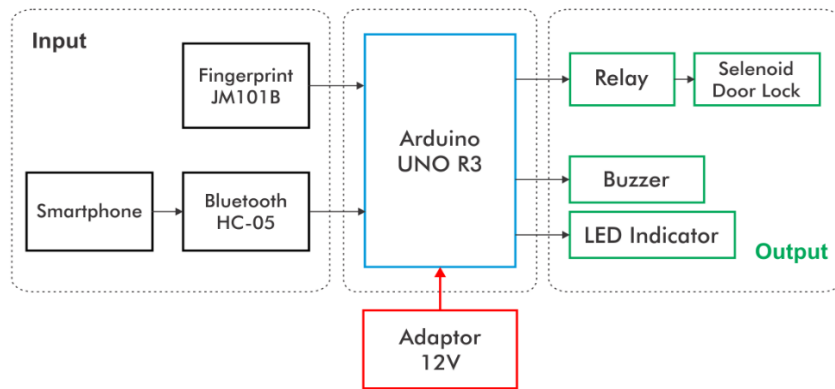 Input
Fingerprint
JM101B
Smartphone
Bluetooth
HC-05
Arduino
UNO R3
Adaptor
12V
Relay
Selenoid
Door Lock
Buzzer
LED Indicator
Output